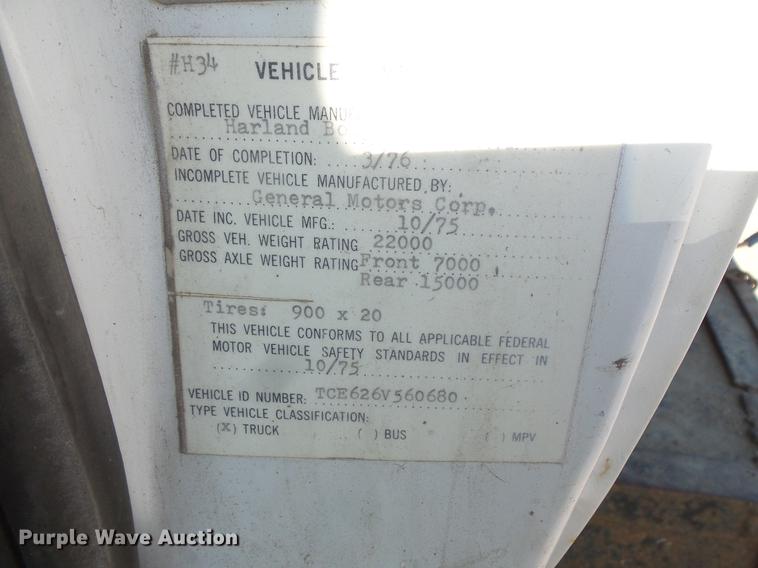 #H34
VEHICLE
COMPLETED VEHICLE
Harland
DATE OF COMPLETION: 3/76
INCOMPLETE VEHICLE MANUFACTURED BY:
General Motors Corp.
DATE INC. VEHICLE MFG.: 10/75
GROSS VEH. WEIGHT RATING 22000
GROSS AXLE WEIGHT RATING Front 7000
Rear 15000
Tires: 900 x 20
THIS VEHICLE CONFORMS TO ALL APPLICABLE FEDERAL
MOTOR VEHICLE SAFETY STANDARDS IN EFFECT IN
10/75
VEHICLE ID NUMBER: TCE626V560680
TYPE VEHICLE CLASSIFICATION:
(X) TRUCK ( ) BUS ( ) MPV
Purple Wave Auction